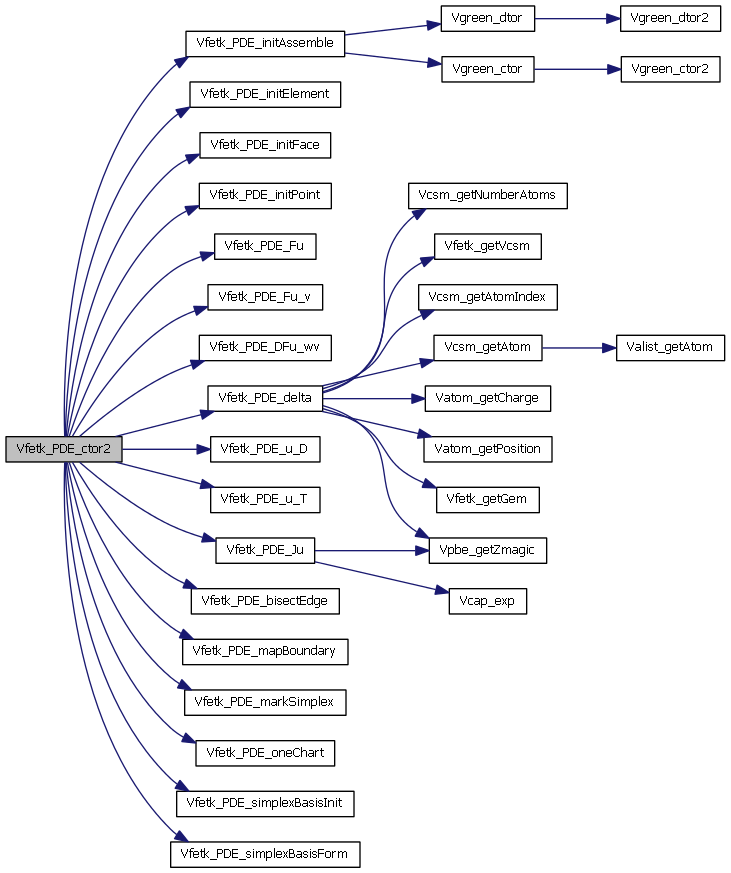 Vfetk_PDE_ctor2
Vfetk_PDE_initAssemble
Vgreen_dtor
Vgreen_dtor2
Vgreen_ctor
Vgreen_ctor2
Vfetk_PDE_initElement
Vfetk_PDE_initFace
Vfetk_PDE_initPoint
Vfetk_PDE_Fu
Vfetk_PDE_Fu_v
Vfetk_PDE_DFu_wv
Vfetk_PDE_delta
Vcsm_getNumberAtoms
Vfetk_getVcsm
Vcsm_getAtomIndex
Vcsm_getAtom
Valist_getAtom
Vatom_getCharge
Vatom_getPosition
Vfetk_getGem
Vpbe_getZmagic
Vfetk_PDE_u_D
Vfetk_PDE_u_T
Vfetk_PDE_Ju
Vcap_exp
Vfetk_PDE_bisectEdge
Vfetk_PDE_mapBoundary
Vfetk_PDE_markSimplex
Vfetk_PDE_oneChart
Vfetk_PDE_simplexBasisInit
Vfetk_PDE_simplexBasisForm